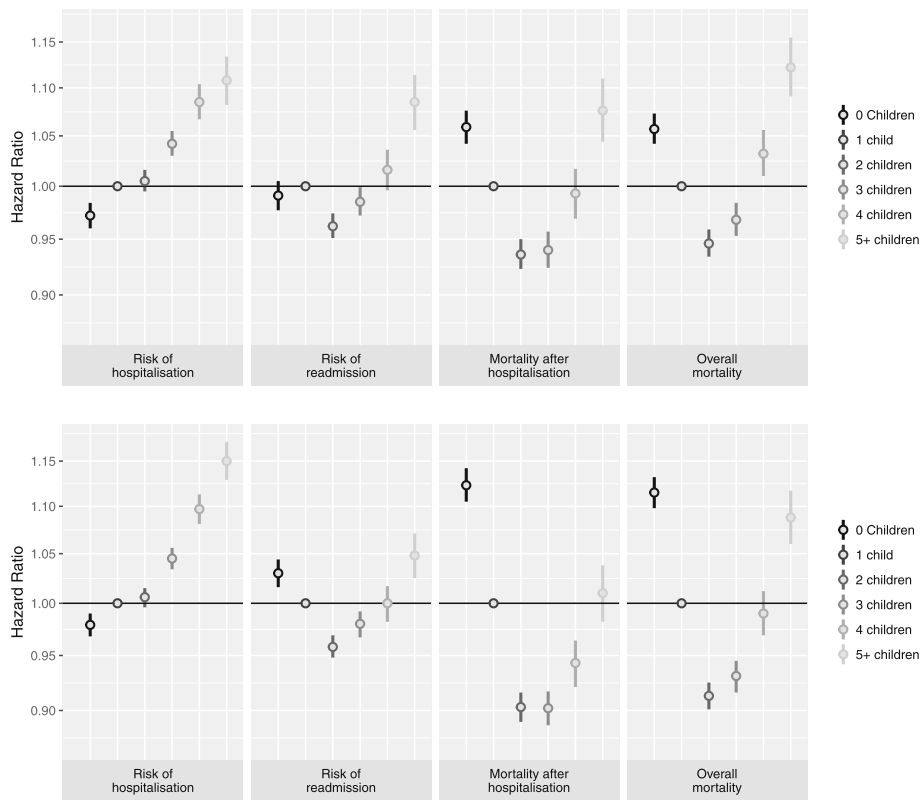 Hazard Ratio
1.15
1.10
1.05
1.00
0.95
0.90
Risk of
hospitalisation
Risk of
readmission
Mortality after
hospitalisation
Overall
mortality
0 Children
1 child
2 children
3 children
4 children
5+ children
Hazard Ratio
1.15
1.10
1.05
1.00
0.95
0.90
Risk of
hospitalisation
Risk of
readmission
Mortality after
hospitalisation
Overall
mortality
0 Children
1 child
2 children
3 children
4 children
5+ children